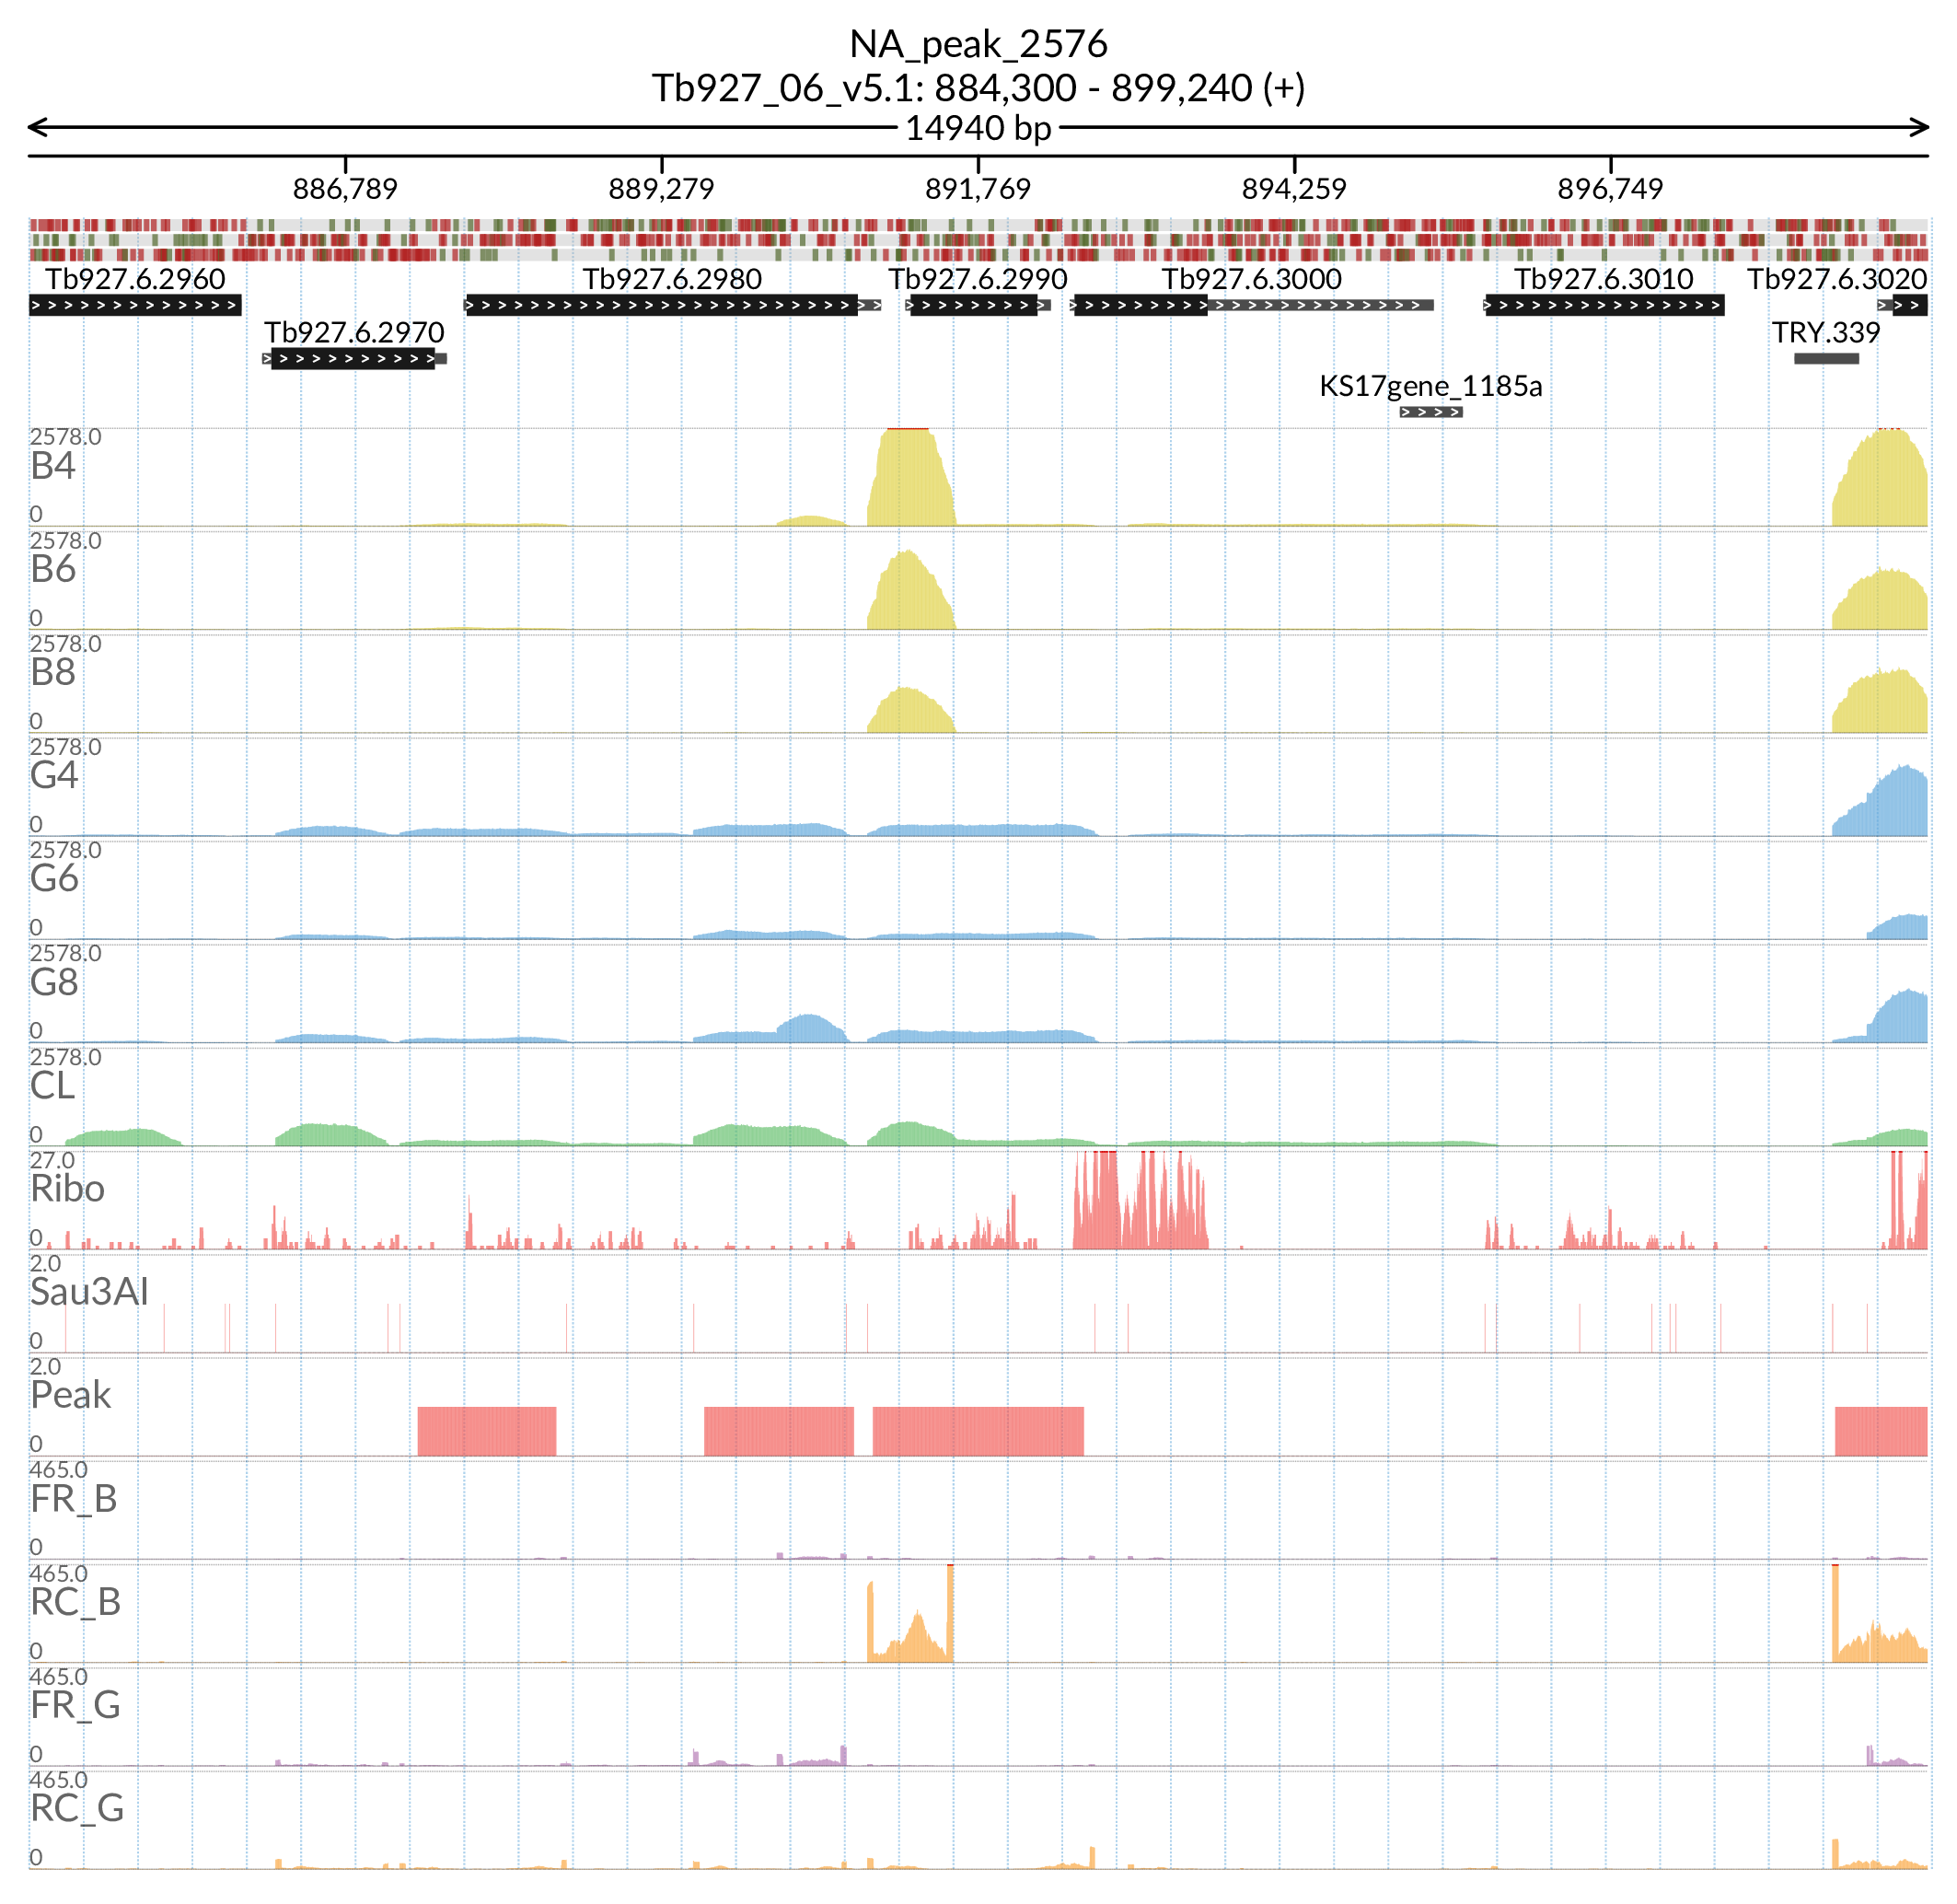 NA_peak_2576
Tb927_06_v5.1: 884,300 - 899,240 (+)
14940 bp
886,789 889,279 891,769 894,259 896,749
Tb927.6.2960 Tb927.6.2980 Tb927.6.2990 Tb927.6.3000 Tb927.6.3010 Tb927.6.3020
Tb927.6.2970 TRY.339
KS17gene_1185a
2578.0
B4
0
2578.0
B6
0
2578.0
B8
0
2578.0
G4
0
2578.0
G6
0
2578.0
G8
0
2578.0
CL
0
27.0
Ribo
0
2.0
Sau3AI
0
2.0
Peak
0
465.0
FR_B
0
465.0
RC_B
0
465.0
FR_G
0
465.0
RC_G
0